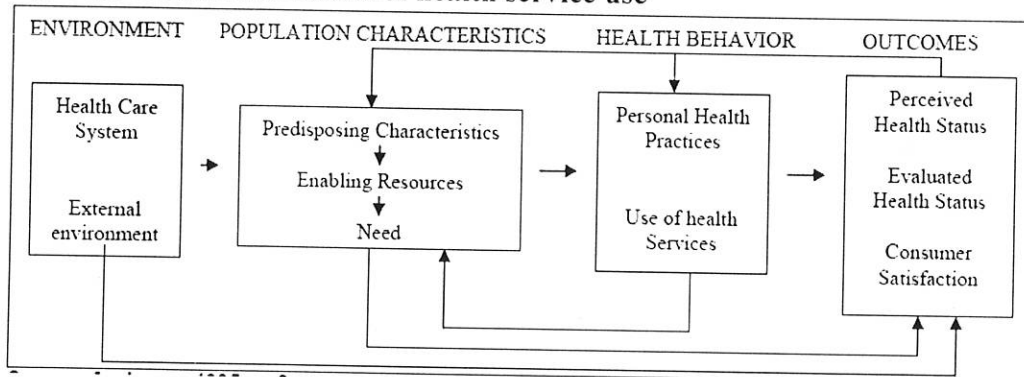 health service use
ENVIRONMENT POPULATION CHARACTERISTICS HEALTH BEHAVIOR OUTCOMES
Health Care
System
External
environment
Predisposing Characteristics
Enabling Resources
Need
Personal Health
Practices
Use of health
Services
Perceived
Health Status
Evaluated
Health Status
Consumer
Satisfaction